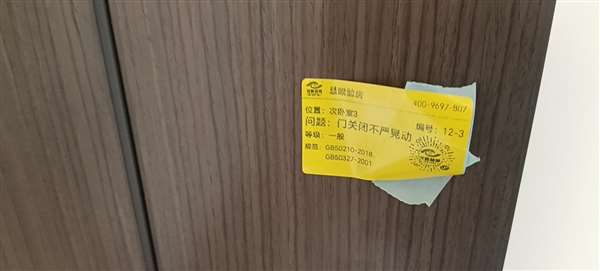 慧眼验房
400-9697-807
位置：次卧室3
问题：门关闭不严晃动
编号：12-3
等级：一般
规范：GB50210-2018
GB50327-2001